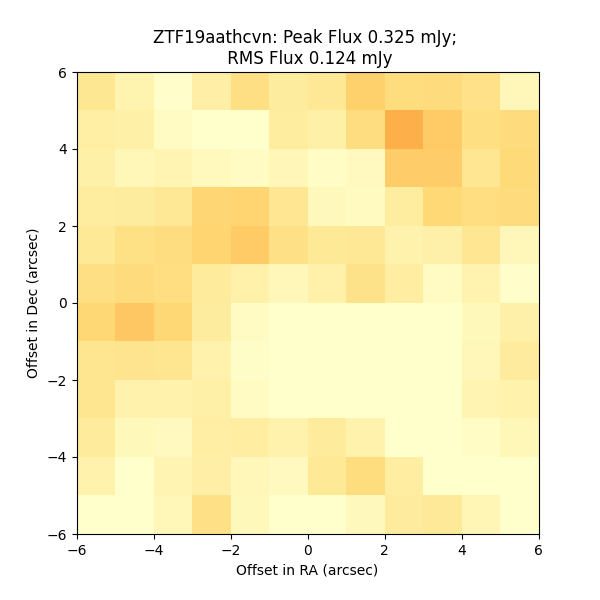 ZTF19aathcvn: Peak Flux 0.325 mJy;
RMS Flux 0.124 mJy
6
4
2
0
−2
−4
−6
Offset in Dec (arcsec)
−6 −4 −2 0 2 4 6
Offset in RA (arcsec)